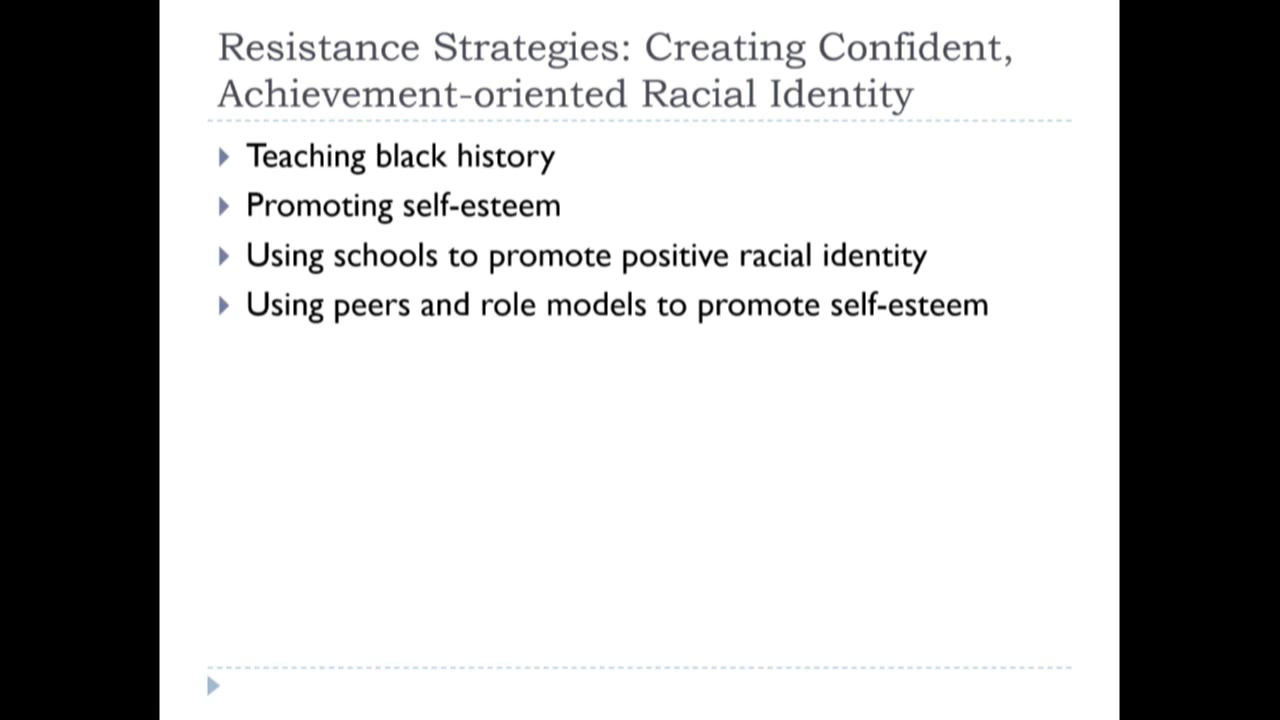 Resistance Strategies: Creating Confident,
Achievement-oriented Racial Identity
Teaching black history
Promoting self-esteem
Using schools to promote positive racial identity
Using peers and role models to promote self-esteem